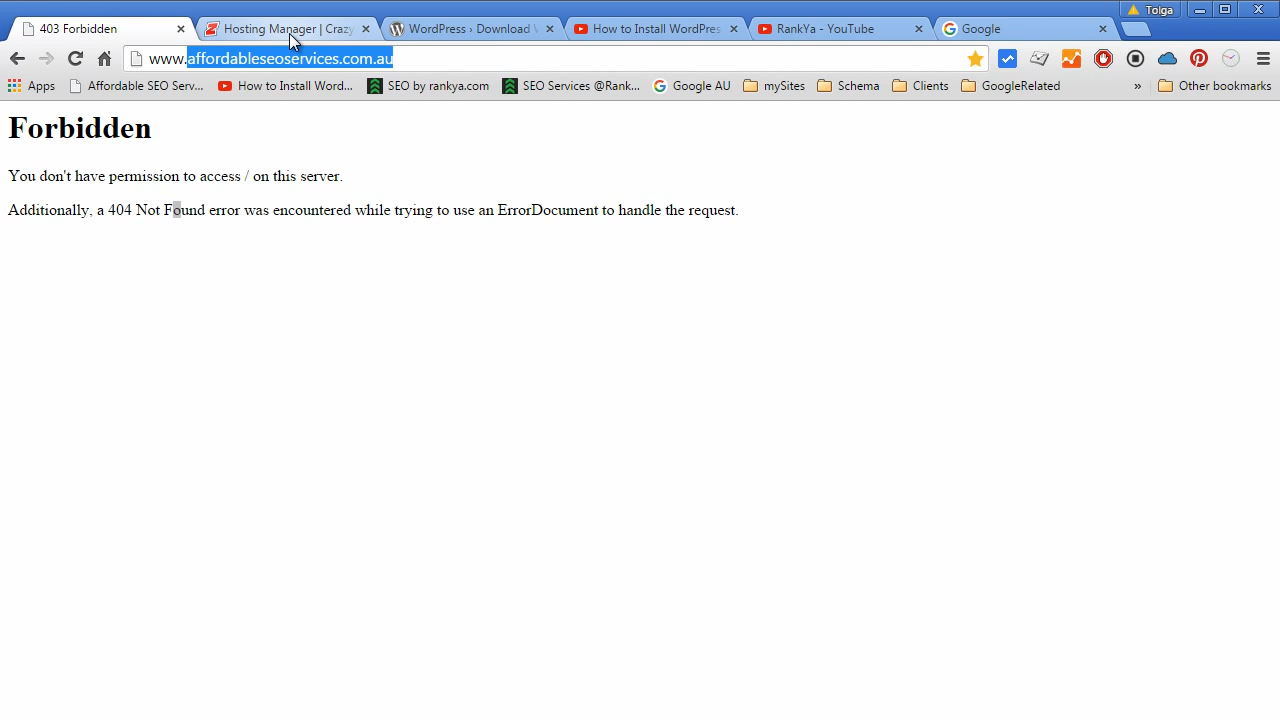 Tolga
403 Forbidden
Hosting Manager | Crazy
WordPress › Download W
How to Install WordPres
RankYa - YouTube
Google
www.affordableseoservices.com.au
Apps
Affordable SEO Serv...
How to Install Word...
SEO by rankya.com
SEO Services @Rank...
Google AU
mySites
Schema
Clients
GoogleRelated
»
Other bookmarks
Forbidden
You don't have permission to access / on this server.
Additionally, a 404 Not Found error was encountered while trying to use an ErrorDocument to handle the request.